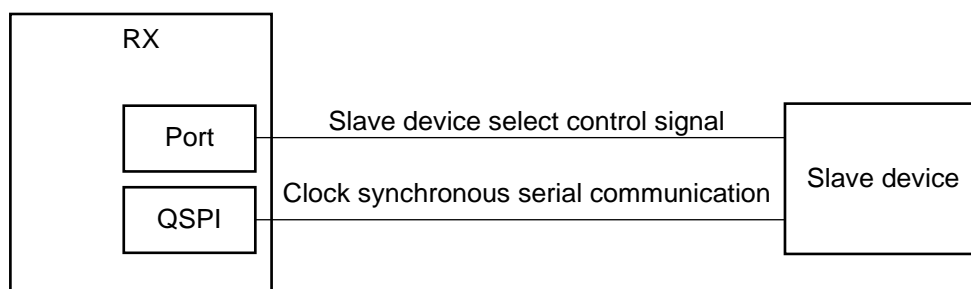 RX
Port
Slave device select control signal
QSPI
Clock synchronous serial communication
Slave device